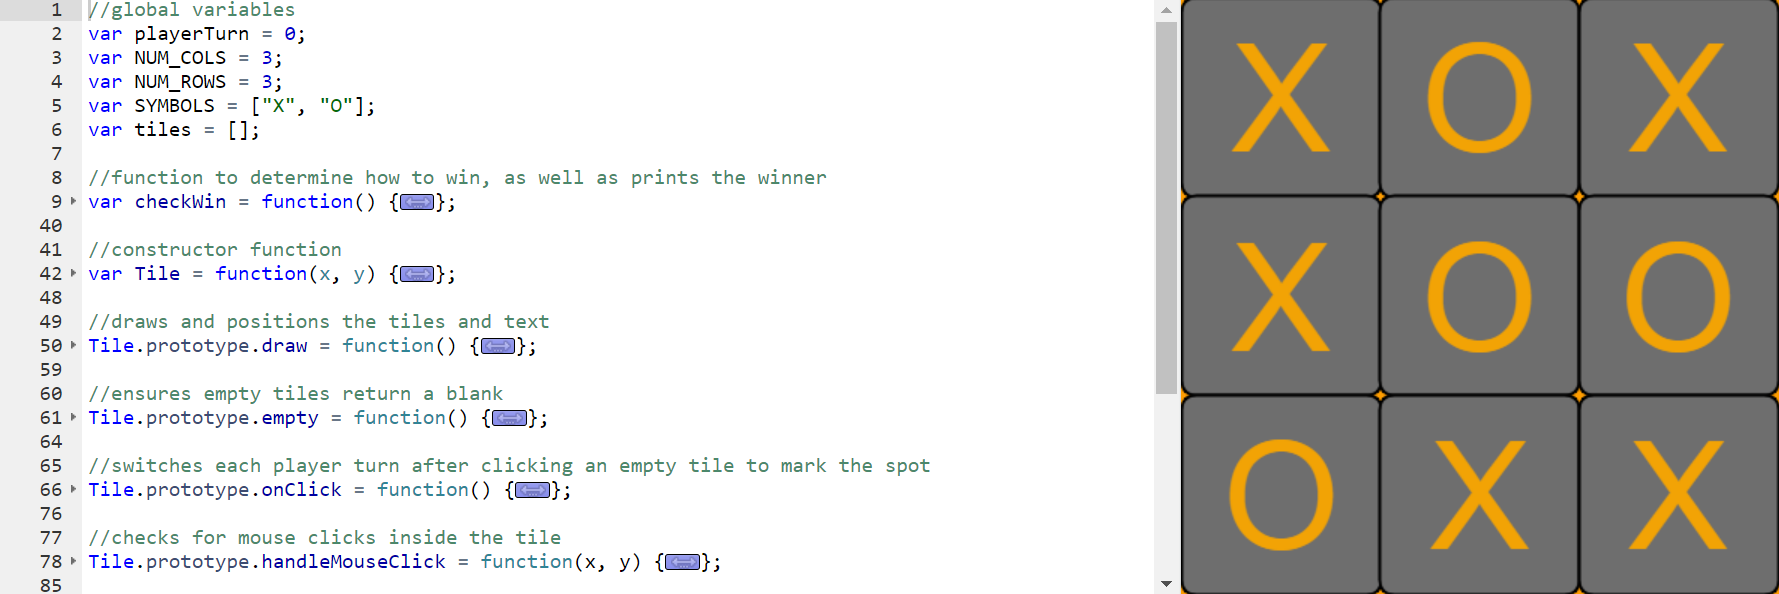 1 //global variables
2 var playerTurn = 0;
3 var NUM_COLS = 3;
4 var NUM_ROWS = 3;
5 var SYMBOLS = ["X", "O"];
6 var tiles = [];
7
8 //function to determine how to win, as well as prints the winner
9 var checkWin = function() {};
40
41 //constructor function
42 var Tile = function(x, y) {};
48
49 //draws and positions the tiles and text
50 Tile.prototype.draw = function() {};
59
60 //ensures empty tiles return a blank
61 Tile.prototype.empty = function() {};
64
65 //switches each player turn after clicking an empty tile to mark the spot
66 Tile.prototype.onClick = function() {};
76
77 //checks for mouse clicks inside the tile
78 Tile.prototype.handleMouseClick = function(x, y) {};
85
X O X
X O O
O X X